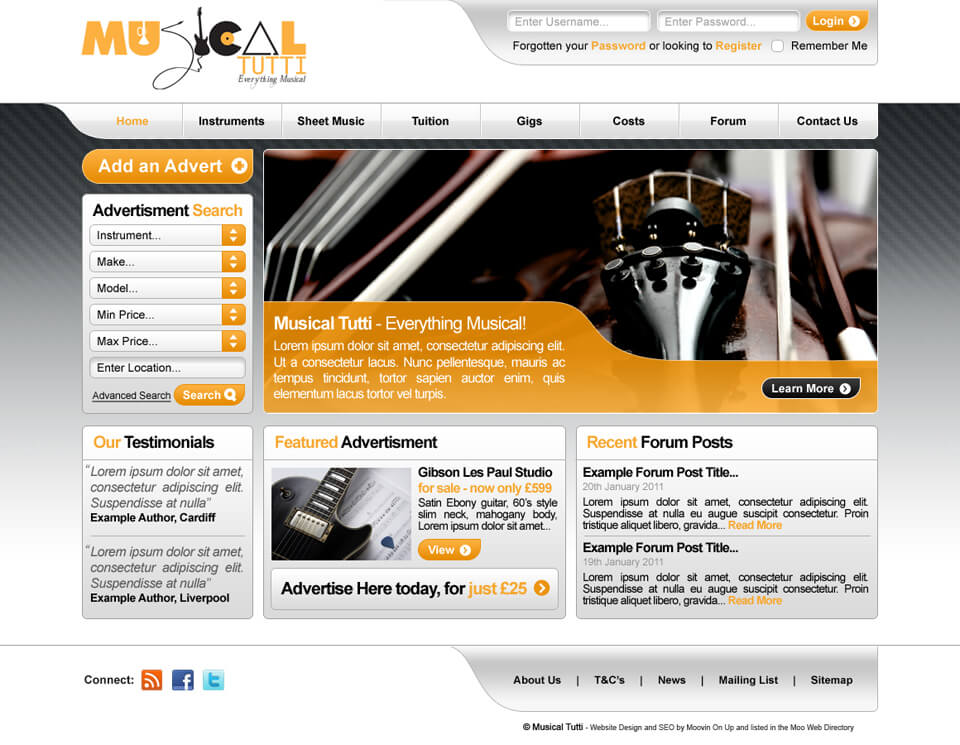 MUSICAL
TUTTI
Everything Musical
Enter Username...
Enter Password...
Login
Forgotten your Password or looking to Register
Remember Me
Home
Instruments
Sheet Music
Tuition
Gigs
Costs
Forum
Contact Us
Add an Advert
Advertisment Search
Instrument...
Make...
Model...
Min Price...
Max Price...
Enter Location...
Advanced Search
Search
Musical Tutti - Everything Musical!
Lorem ipsum dolor sit amet, consectetur adipiscing elit.
Ut a consectetur lacus. Nunc pellentesque, mauris ac
tempus tincidunt, tortor sapien auctor enim, quis
elementum lacus tortor vel turpis.
Learn More
Our Testimonials
“Lorem ipsum dolor sit amet,
consectetur adipiscing elit.
Suspendisse at nulla”
Example Author, Cardiff
“Lorem ipsum dolor sit amet,
consectetur adipiscing elit.
Suspendisse at nulla”
Example Author, Liverpool
Featured Advertisment
Gibson Les Paul Studio
for sale - now only £599
Satin Ebony guitar, 60's style
slim neck, mahogany body,
Lorem ipsum dolor sit amet...
View
Advertise Here today, for just £25
Recent Forum Posts
Example Forum Post Title...
20th January 2011
Lorem ipsum dolor sit amet, consectetur adipiscing elit.
Suspendisse at nulla eu augue suscipit consectetur. Proin
tristique aliquet libero, gravida... Read More
Example Forum Post Title...
19th January 2011
Lorem ipsum dolor sit amet, consectetur adipiscing elit.
Suspendisse at nulla eu augue suscipit consectetur. Proin
tristique aliquet libero, gravida... Read More
Connect:
About Us | T&C's | News | Mailing List | Sitemap
© Musical Tutti - Website Design and SEO by Moovin On Up and listed in the Moo Web Directory